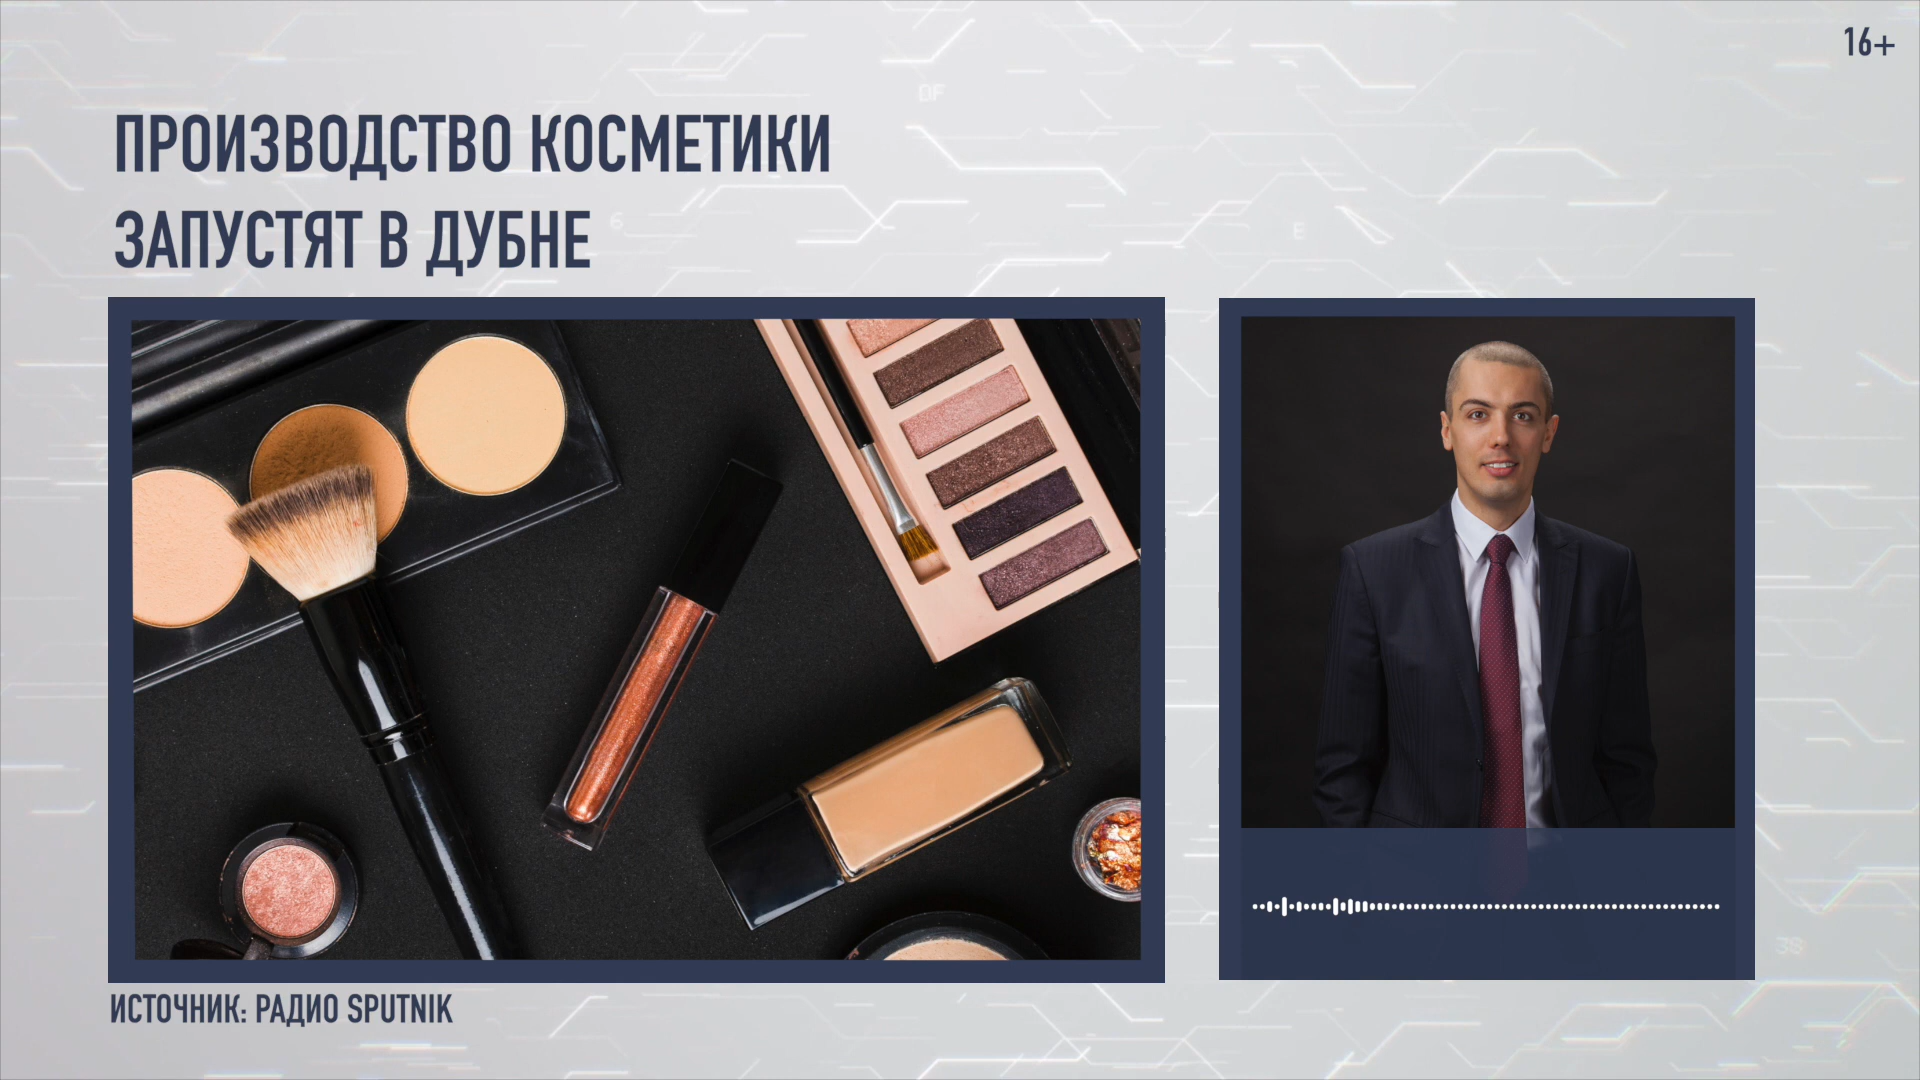 16+
ПРОИЗВОДСТВО КОСМЕТИКИ
ЗАПУСТЯТ В ДУБНЕ
ИСТОЧНИК: РАДИО SPUTNIK